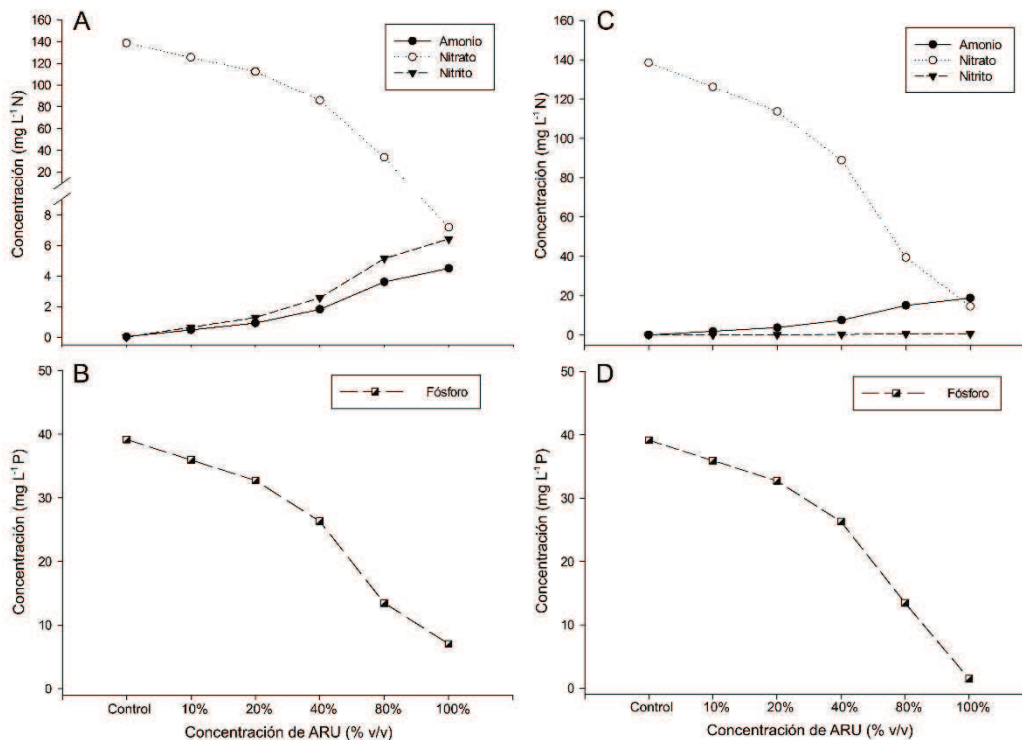 A
Amonio
Nitrato
Nitrito
Concentración (mg L⁻¹ N)
160
140
120
100
80
60
40
20
8
6
4
2
0
C
Amonio
Nitrato
Nitrito
Concentración (mg L⁻¹ N)
160
140
120
100
80
60
40
20
0
B
Fósforo
Concentración (mg L⁻¹ P)
50
40
30
20
10
0
Control 10% 20% 40% 80% 100%
Concentración de ARU (% v/v)
D
Fósforo
Concentración (mg L⁻¹ P)
50
40
30
20
10
0
Control 10% 20% 40% 80% 100%
Concentración de ARU (% v/v)